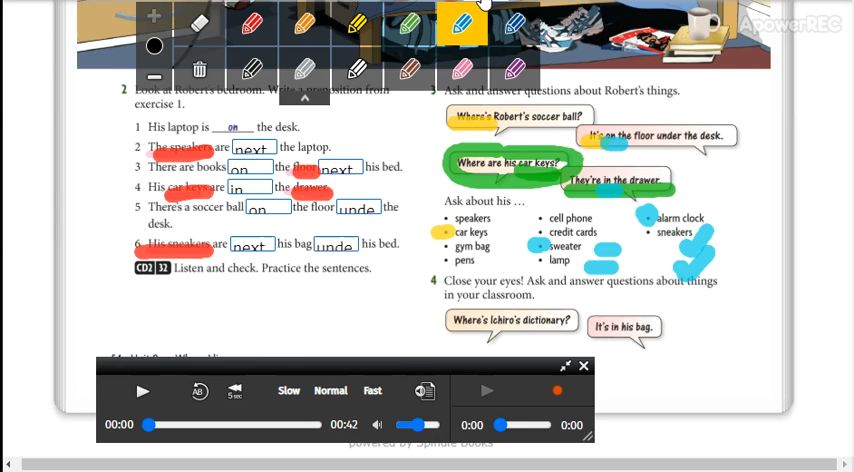 ApowerREC
2 Look at Robert's bedroom. Write a preposition from
exercise 1.
1 His laptop is on the desk.
2 The speakers are next the laptop.
3 There are books on the floor next his bed.
4 His car keys are in the drawer.
5 There's a soccer ball on the floor unde the
desk.
6 His sneakers are next his bag unde his bed.
CD2 32 Listen and check. Practice the sentences.
3 Ask and answer questions about Robert's things.
Where's Robert's soccer ball?
It's on the floor under the desk.
Where are his car keys?
They're in the drawer.
Ask about his ...
• speakers
• car keys
• gym bag
• pens
• cell phone
• credit cards
• sweater
• lamp
• alarm clock
• sneakers
4 Close your eyes! Ask and answer questions about things
in your classroom.
Where's Ichiro's dictionary?
It's in his bag.
AB
5 sec
Slow Normal Fast
00:00 00:42
0:00 0:00
powered by Spindle Books